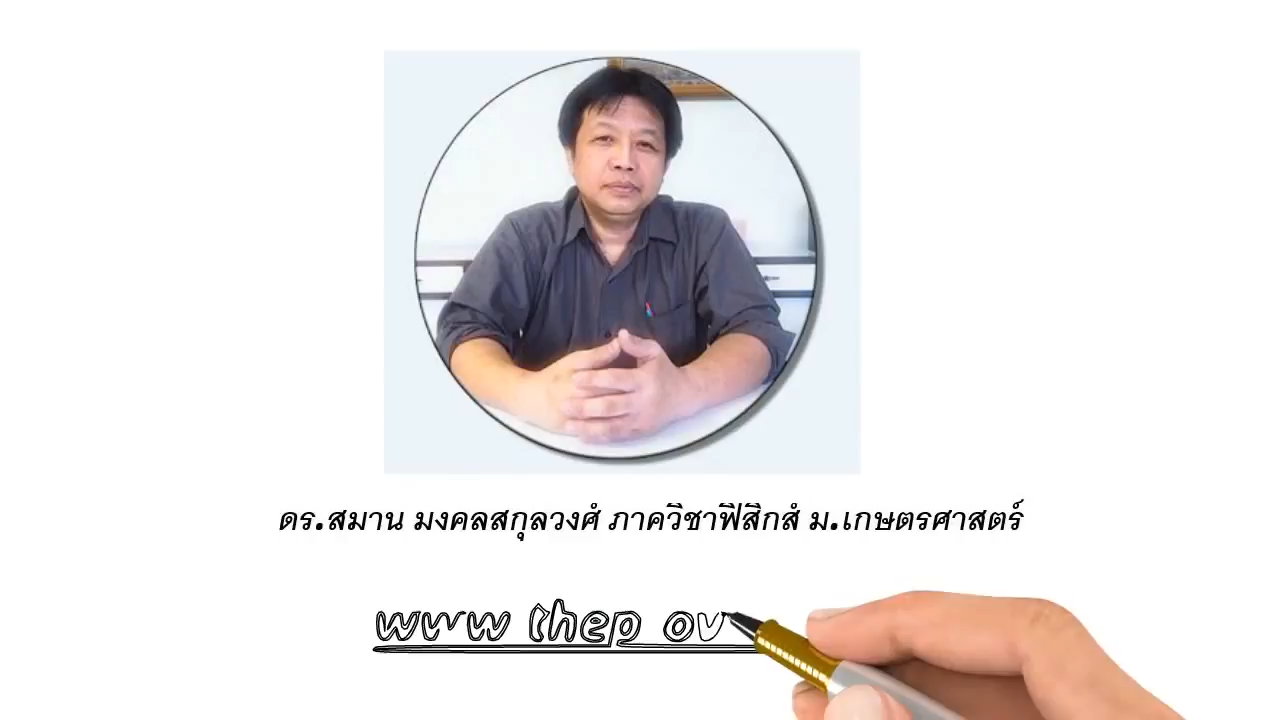 ดร.สมาน มงคลสกุลวงศํ ภาควิชาฟิสิกสํ ม.เกษตรศาสตร์
www thep